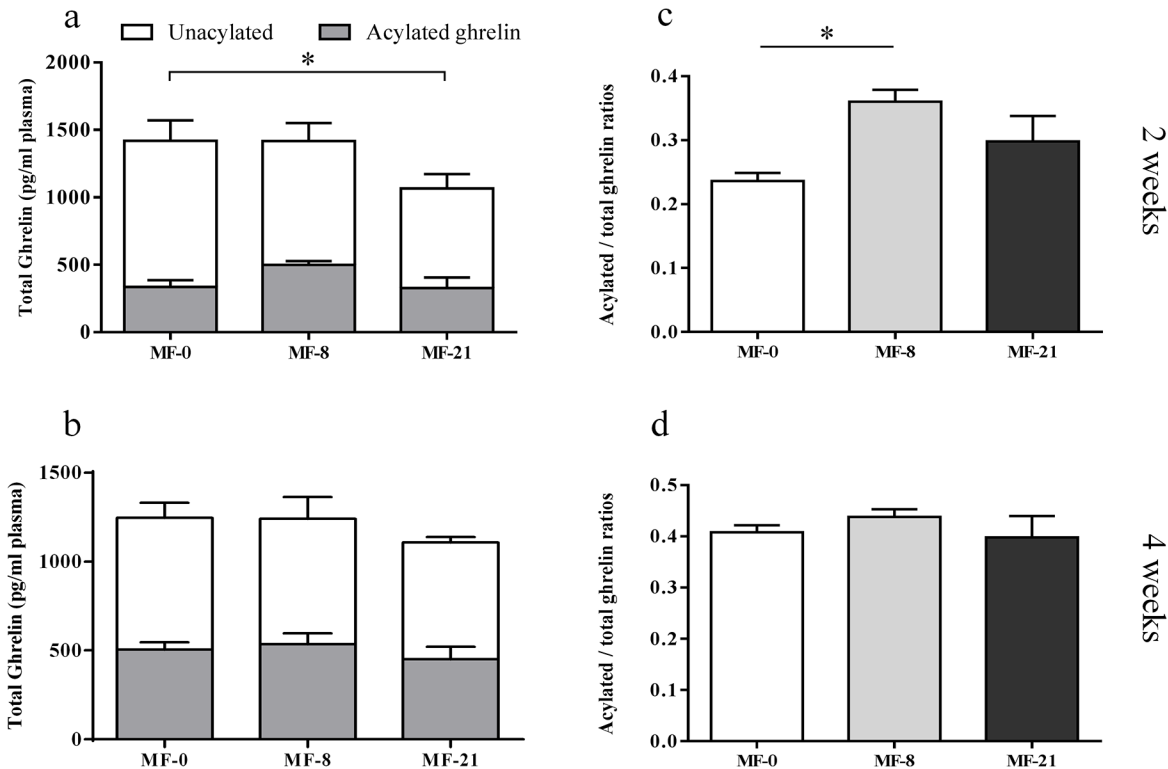 a
Unacylated
Acylated ghrelin
*
Total Ghrelin (pg/ml plasma)
2000
1500
1000
500
0
MF-0
MF-8
MF-21
c
*
Acylated / total ghrelin ratios
0.4
0.3
0.2
0.1
0.0
MF-0
MF-8
MF-21
2 weeks
b
Total Ghrelin (pg/ml plasma)
1500
1000
500
0
MF-0
MF-8
MF-21
d
Acylated / total ghrelin ratios
0.5
0.4
0.3
0.2
0.1
0.0
MF-0
MF-8
MF-21
4 weeks